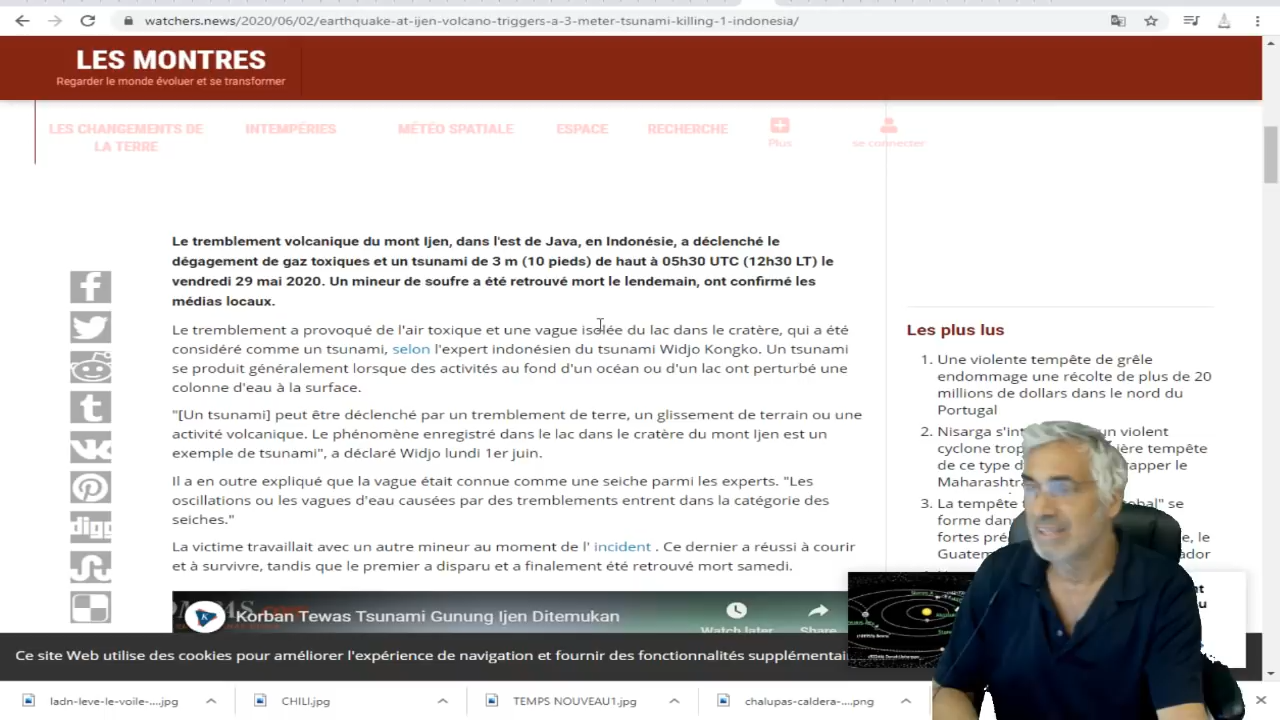 watchers.news/2020/06/02/earthquake-at-ijen-volcano-triggers-a-3-meter-tsunami-killing-1-indonesia/
LES MONTRES
Regarder le monde évoluer et se transformer
LES CHANGEMENTS DE
LA TERRE
INTEMPÉRIES
MÉTÉO SPATIALE
ESPACE
RECHERCHE
Plus
se connecter
Le tremblement volcanique du mont Ijen, dans l'est de Java, en Indonésie, a déclenché le
dégagement de gaz toxiques et un tsunami de 3 m (10 pieds) de haut à 05h30 UTC (12h30 LT) le
vendredi 29 mai 2020. Un mineur de soufre a été retrouvé mort le lendemain, ont confirmé les
médias locaux.
Le tremblement a provoqué de l'air toxique et une vague isolée du lac dans le cratère, qui a été
considéré comme un tsunami, selon l'expert indonésien du tsunami Widjo Kongko. Un tsunami
se produit généralement lorsque des activités au fond d'un océan ou d'un lac ont perturbé une
colonne d'eau à la surface.
"[Un tsunami] peut être déclenché par un tremblement de terre, un glissement de terrain ou une
activité volcanique. Le phénomène enregistré dans le lac dans le cratère du mont Ijen est un
exemple de tsunami", a déclaré Widjo lundi 1er juin.
Il a en outre expliqué que la vague était connue comme une seiche parmi les experts. "Les
oscillations ou les vagues d'eau causées par des tremblements entrent dans la catégorie des
seiches."
La victime travaillait avec un autre mineur au moment de l' incident . Ce dernier a réussi à courir
et à survivre, tandis que le premier a disparu et a finalement été retrouvé mort samedi.
Korban Tewas Tsunami Gunung Ijen Ditemukan
Watch later
Share
Les plus lus
1. Une violente tempête de grêle
endommage une récolte de plus de 20
millions de dollars dans le nord du
Portugal
2. Nisarga s'in un violent
cyclone tro ière tempête
de ce type d rapper le
Maharashtra
3. La tempête obal" se
forme dan
fortes pré le
Guatem ador
digg
Ce site Web utilise des cookies pour améliorer l'expérience de navigation et fournir des fonctionnalités supplémentai
ladn-leve-le-voile-....jpg
CHILI.jpg
TEMPS NOUVEAU1.jpg
chalupas-caldera-....png